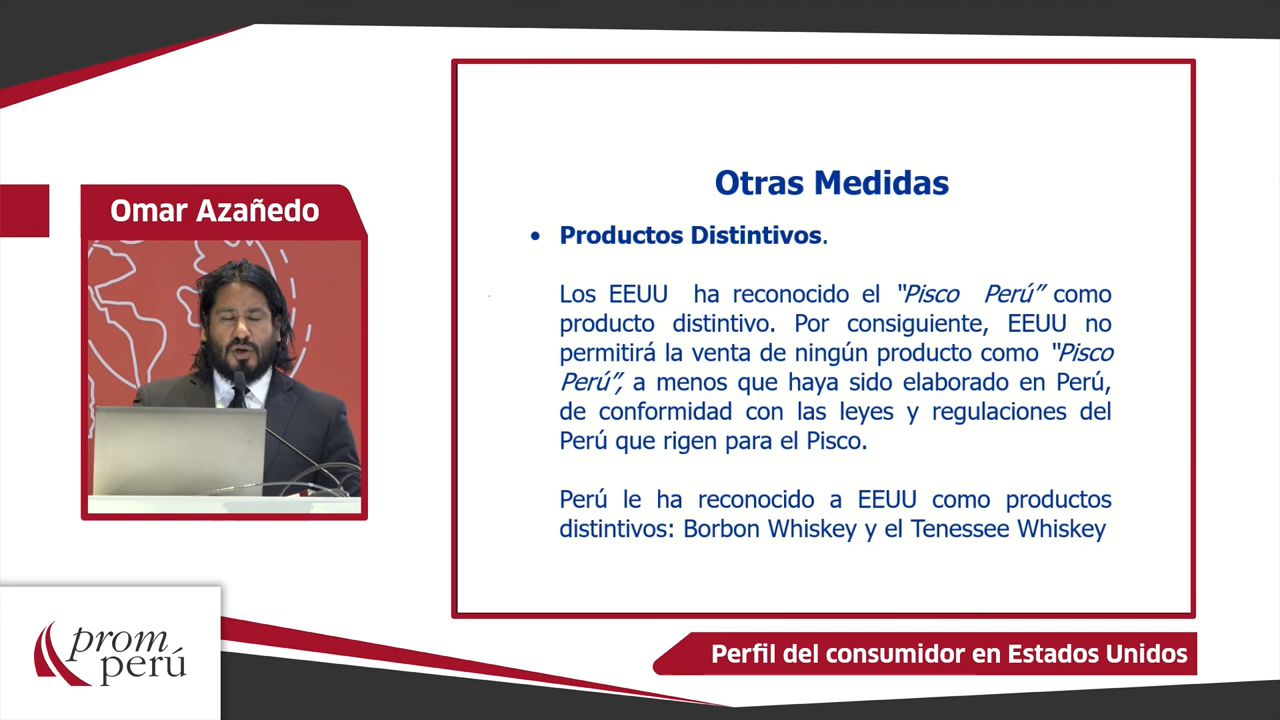 Omar Azañedo
Otras Medidas
• Productos Distintivos.
Los EEUU ha reconocido el “Pisco Perú” como
producto distintivo. Por consiguiente, EEUU no
permitirá la venta de ningún producto como “Pisco
Perú”, a menos que haya sido elaborado en Perú,
de conformidad con las leyes y regulaciones del
Perú que rigen para el Pisco.
Perú le ha reconocido a EEUU como productos
distintivos: Borbon Whiskey y el Tenessee Whiskey
prom
perú
Perfil del consumidor en Estados Unidos